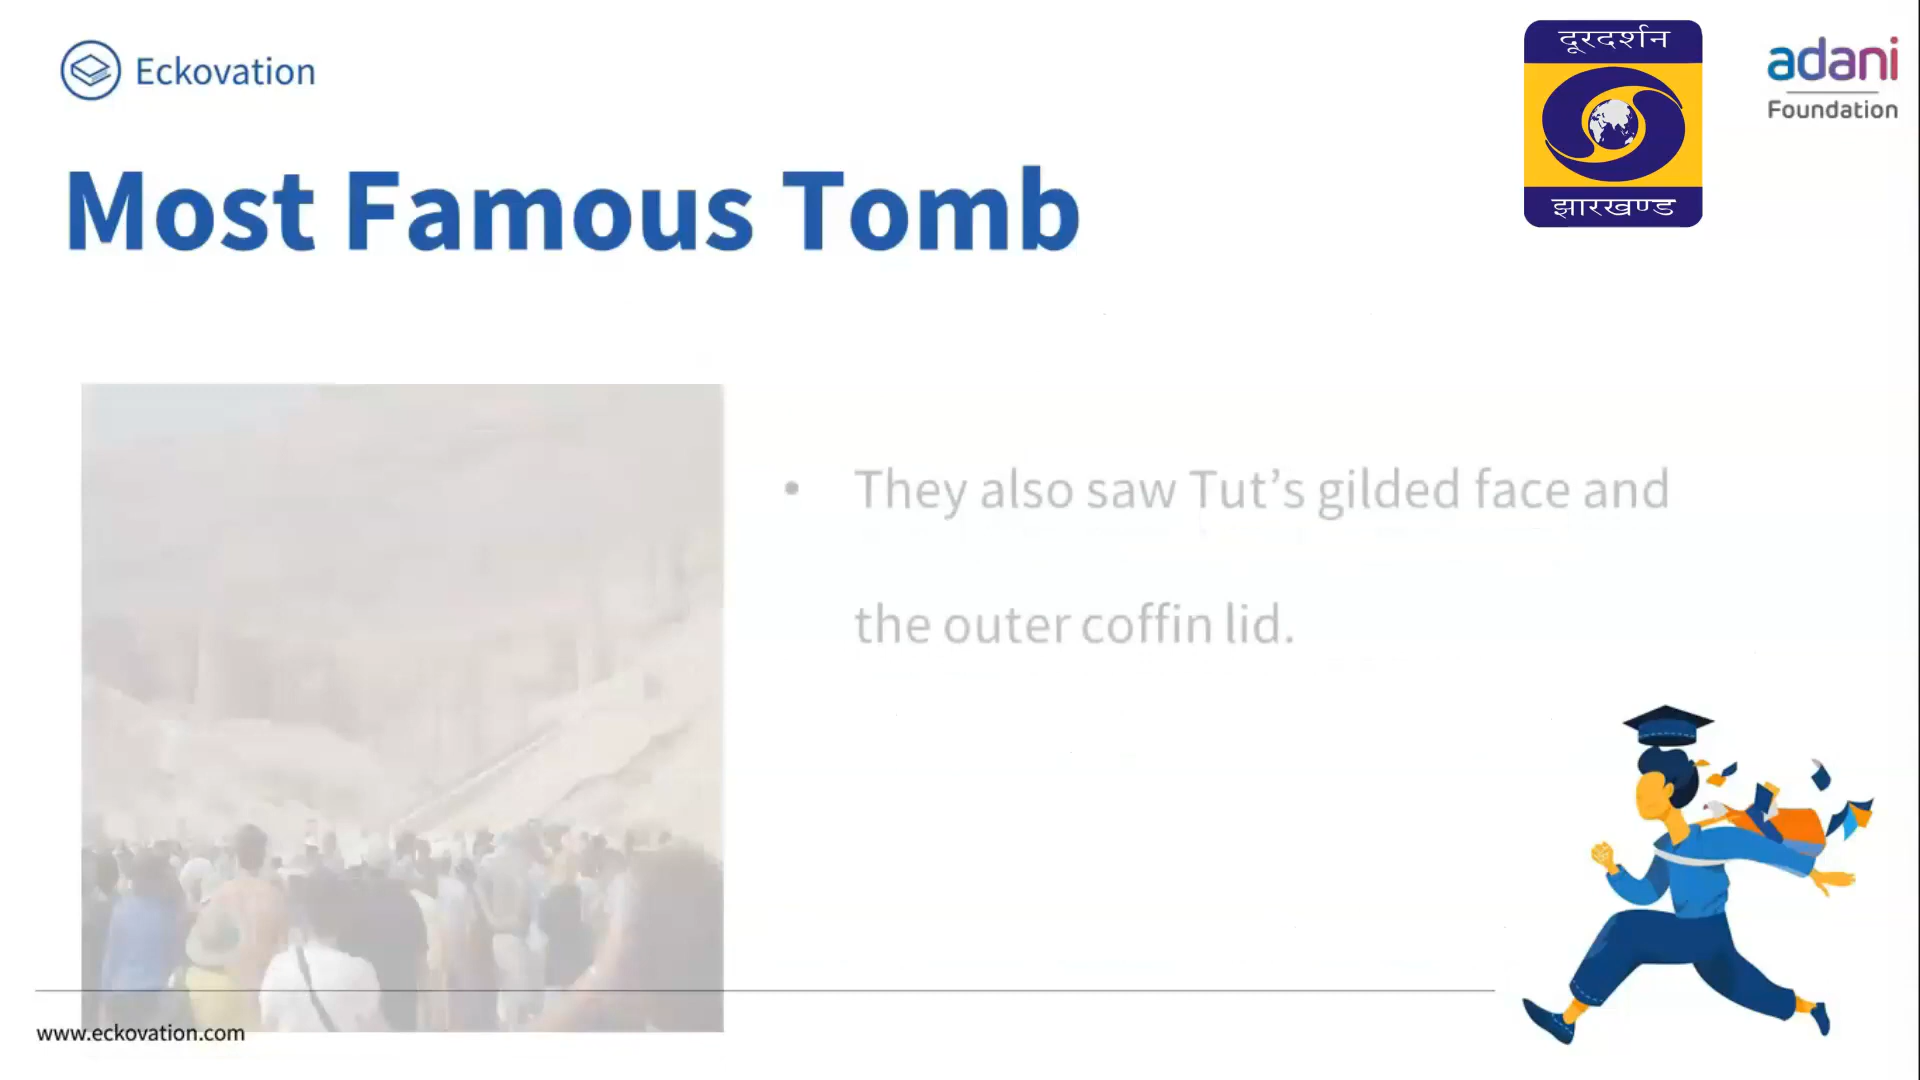 Eckovation
दूरदर्शन
झारखण्ड
adani
Foundation
Most Famous Tomb
• They also saw Tut’s gilded face and
the outer coffin lid.
www.eckovation.com